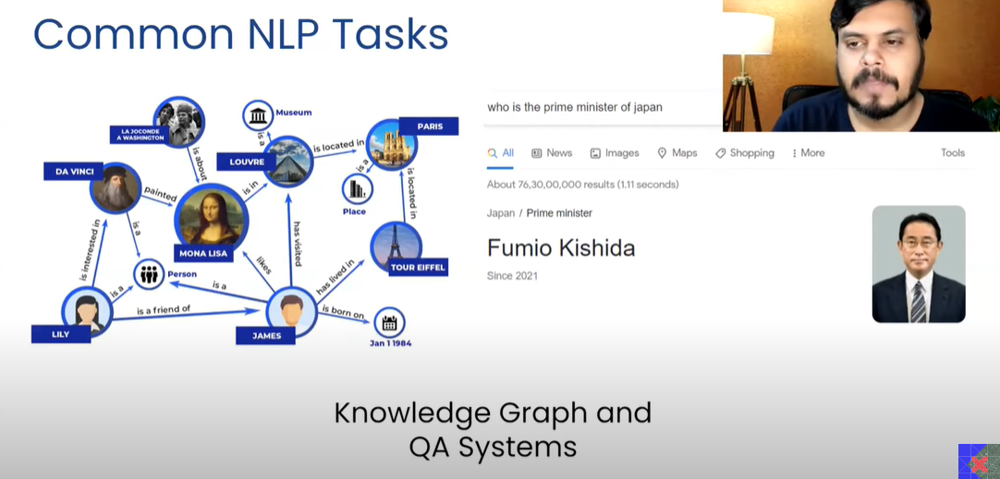 Common NLP Tasks
LA JOCONDE
A WASHINGTON
Museum
PARIS
is a
is about
LOUVRE
is located in
DA VINCI
is a
painted
is in
Place
is located in
MONA LISA
is a
is interested in
has visited
TOUR EIFFEL
Person
likes
has lived in
is a
is a
is a friend of
is born on
LILY
JAMES
Jan 1 1984
who is the prime minister of japan
All
News
Images
Maps
Shopping
More
Tools
About 76,30,00,000 results (1.11 seconds)
Japan / Prime minister
Fumio Kishida
Since 2021
Knowledge Graph and
QA Systems